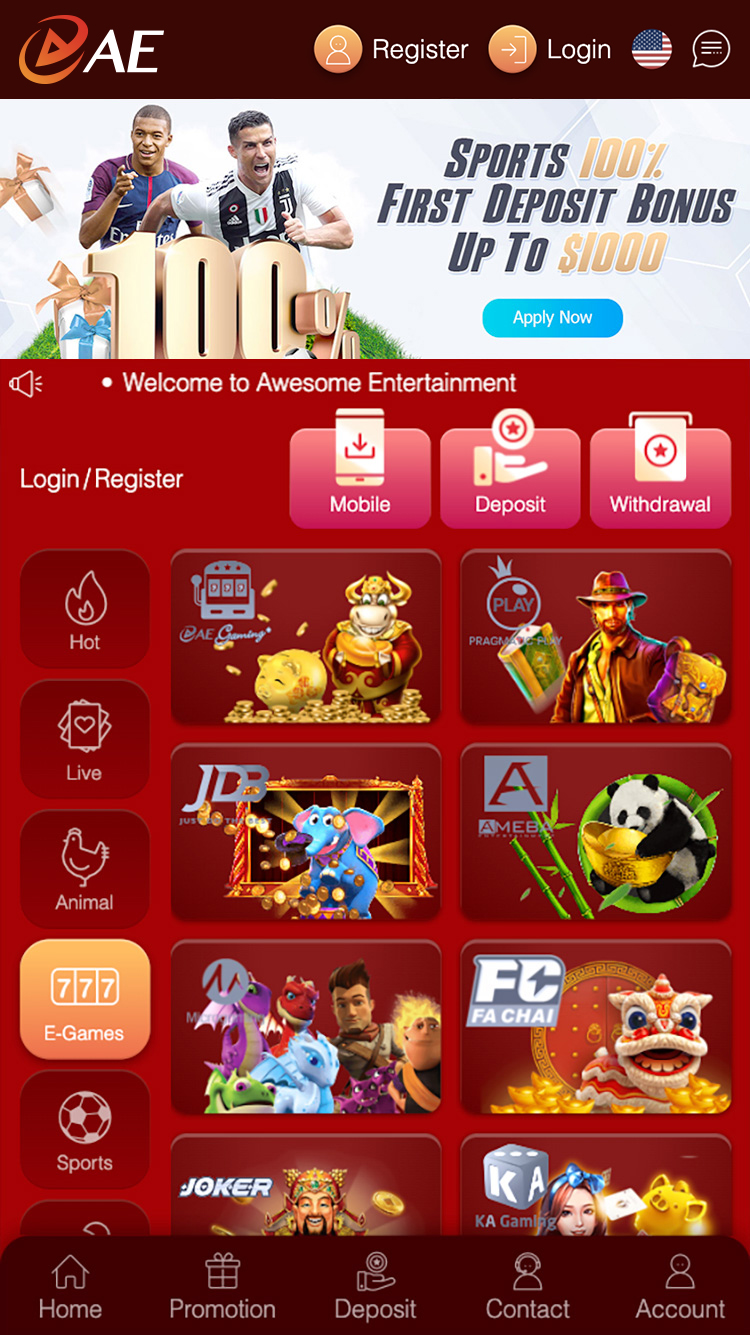 AE
Register
Login
SPORTS 100%
FIRST DEPOSIT BONUS
UP TO $1000
100%
Apply Now
• Welcome to Awesome Entertainment
Login/Register
Mobile
Deposit
Withdrawal
Hot
Live
Animal
777
E-Games
Sports
AE Gaming
PLAY
PRAGMATIC PLAY
JDB
A
AMEBA
ENTERTAINMENT
FC
FA CHAI
JOKER
KA
KA Gaming
Home
Promotion
Deposit
Contact
Account